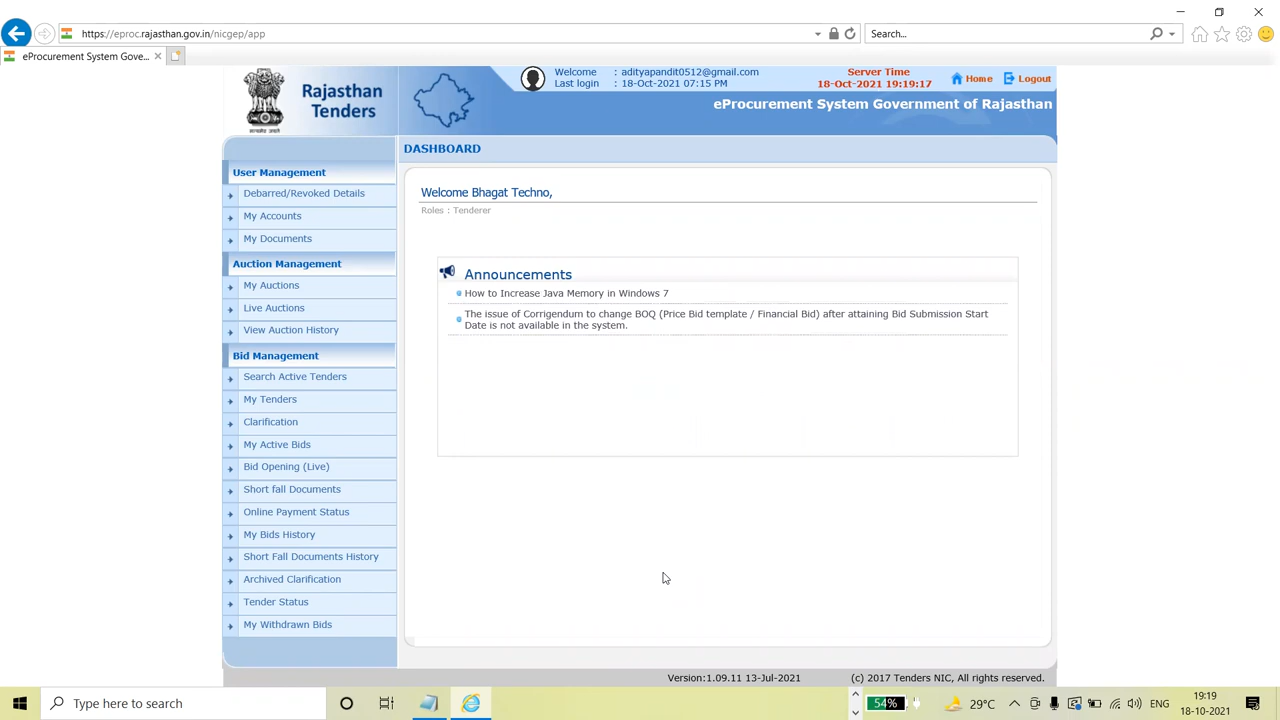 https://eproc.rajasthan.gov.in/nicgep/app
Search...
eProcurement System Gove...
Rajasthan
Tenders
सत्यमेव जयते
Welcome : adityapandit0512@gmail.com
Last login : 18-Oct-2021 07:15 PM
Server Time
18-Oct-2021 19:19:17
Home
Logout
eProcurement System Government of Rajasthan
DASHBOARD
User Management
Debarred/Revoked Details
My Accounts
My Documents
Auction Management
My Auctions
Live Auctions
View Auction History
Bid Management
Search Active Tenders
My Tenders
Clarification
My Active Bids
Bid Opening (Live)
Short fall Documents
Online Payment Status
My Bids History
Short Fall Documents History
Archived Clarification
Tender Status
My Withdrawn Bids
Welcome Bhagat Techno,
Roles : Tenderer
Announcements
How to Increase Java Memory in Windows 7
The issue of Corrigendum to change BOQ (Price Bid template / Financial Bid) after attaining Bid Submission Start
Date is not available in the system.
Version:1.09.11 13-Jul-2021
(c) 2017 Tenders NIC, All rights reserved.
Type here to search
54%
29°C
ENG
19:19
18-10-2021